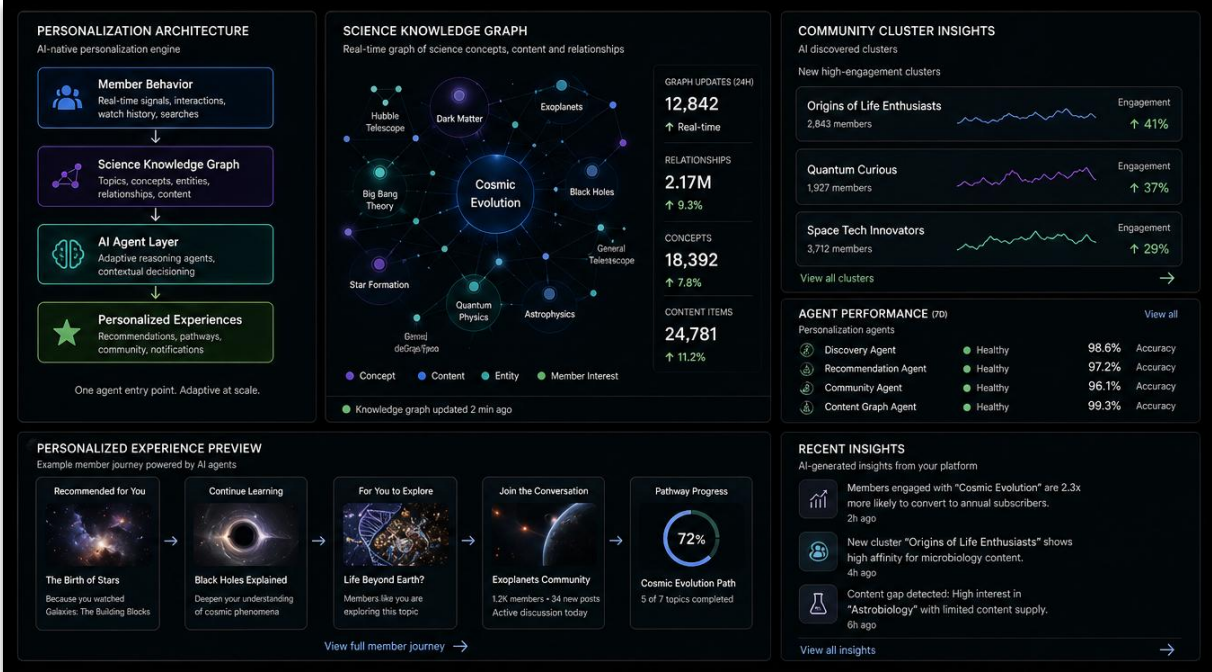 PERSONALIZATION ARCHITECTURE
AI-native personalization engine
Member Behavior
Real-time signals, interactions,
watch history, searches
Science Knowledge Graph
Topics, concepts, entities,
relationships, content
AI Agent Layer
Adaptive reasoning agents,
contextual decisioning
Personalized Experiences
Recommendations, pathways,
community, notifications
One agent entry point. Adaptive at scale.
SCIENCE KNOWLEDGE GRAPH
Real-time graph of science concepts, content and relationships
Hubble
Telescope
Dark Matter
Exoplanets
Big Bang
Theory
Cosmic
Evolution
Black Holes
General
Star Formation
Quantum
Physics
Astrophysics
Concept
Content
Entity
Member Interest
Knowledge graph updated 2 min ago
GRAPH UPDATES (24H)
12,842
↑ Real-time
RELATIONSHIPS
2.17M
↑ 9.3%
CONCEPTS
18,392
↑ 7.8%
CONTENT ITEMS
24,781
↑ 11.2%
COMMUNITY CLUSTER INSIGHTS
AI discovered clusters
New high-engagement clusters
Origins of Life Enthusiasts
2,843 members
Engagement
↑ 41%
Quantum Curious
1,927 members
Engagement
↑ 37%
Space Tech Innovators
3,712 members
Engagement
↑ 29%
View all clusters →
AGENT PERFORMANCE (7D) View all
Personalization agents
Discovery Agent Healthy 98.6% Accuracy
Recommendation Agent Healthy 97.2% Accuracy
Community Agent Healthy 96.1% Accuracy
Content Graph Agent Healthy 99.3% Accuracy
PERSONALIZED EXPERIENCE PREVIEW
Example member journey powered by AI agents
Recommended for You
The Birth of Stars
Because you watched
Galaxies: The Building Blocks
Continue Learning
Black Holes Explained
Deepen your understanding
of cosmic phenomena
For You to Explore
Life Beyond Earth?
Members like you are
exploring this topic
Join the Conversation
Exoplanets Community
1.2K members • 34 new posts
Active discussion today
Pathway Progress
72%
Cosmic Evolution Path
5 of 7 topics completed
View full member journey →
RECENT INSIGHTS
AI-generated insights from your platform
Members engaged with “Cosmic Evolution” are 2.3x
more likely to convert to annual subscribers.
2h ago
New cluster “Origins of Life Enthusiasts” shows
high affinity for microbiology content.
4h ago
Content gap detected: High interest in
“Astrobiology” with limited content supply.
6h ago
View all insights →